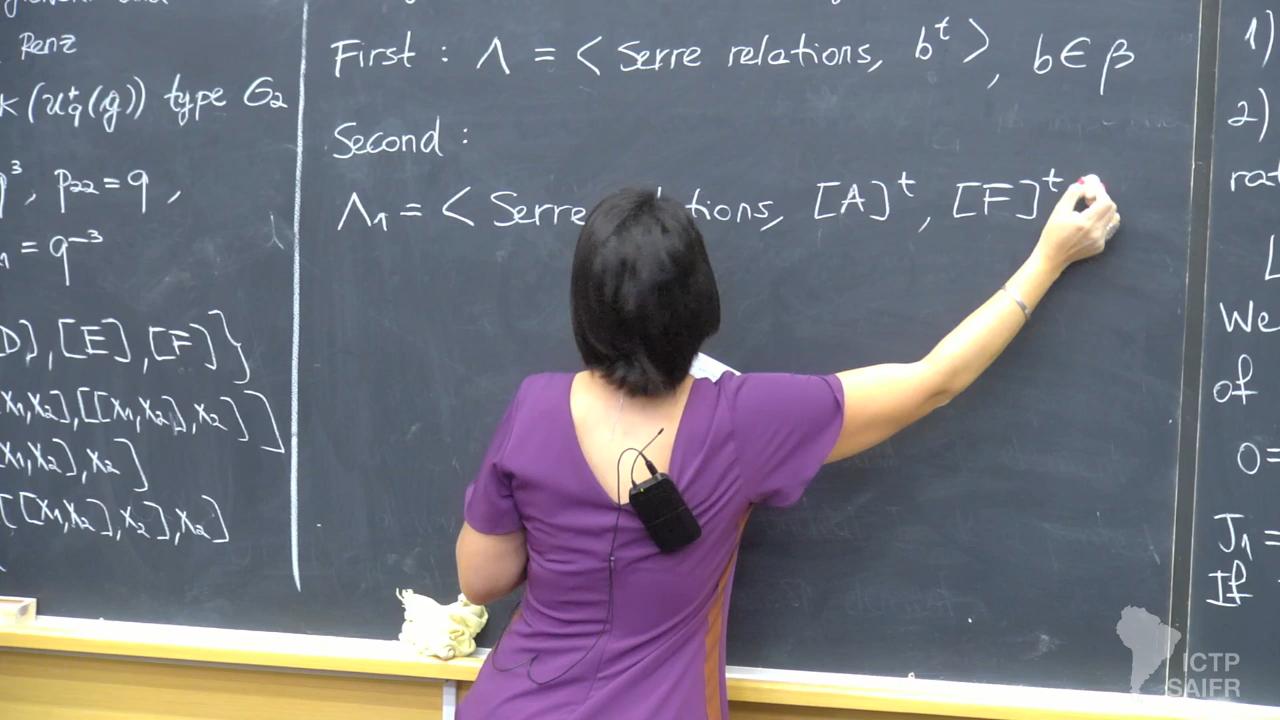 Renz
(u_q^+(g)) type G_2
p_22 = q ,
= q^-3
[E], [F]}
x_1,x_2],[[x_1,x_2],x_2]]
x_1,x_2],x_2]
[[x_1,x_2],x_2],x_2]
First : Λ = < Serre relations, b^t >, b ∈ β
Second :
Λ_1 = < Serre tions, [A]^t, [F]^t
1)
2)
rat
We
of
0=
J_1 =
If
ICTP
SAIFR